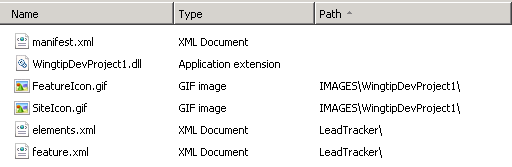 Name Type Path
manifest.xml XML Document
WingtipDevProject1.dll Application extension
FeatureIcon.gif GIF image IMAGES\WingtipDevProject1\
SiteIcon.gif GIF image IMAGES\WingtipDevProject1\
elements.xml XML Document LeadTracker\
feature.xml XML Document LeadTracker\